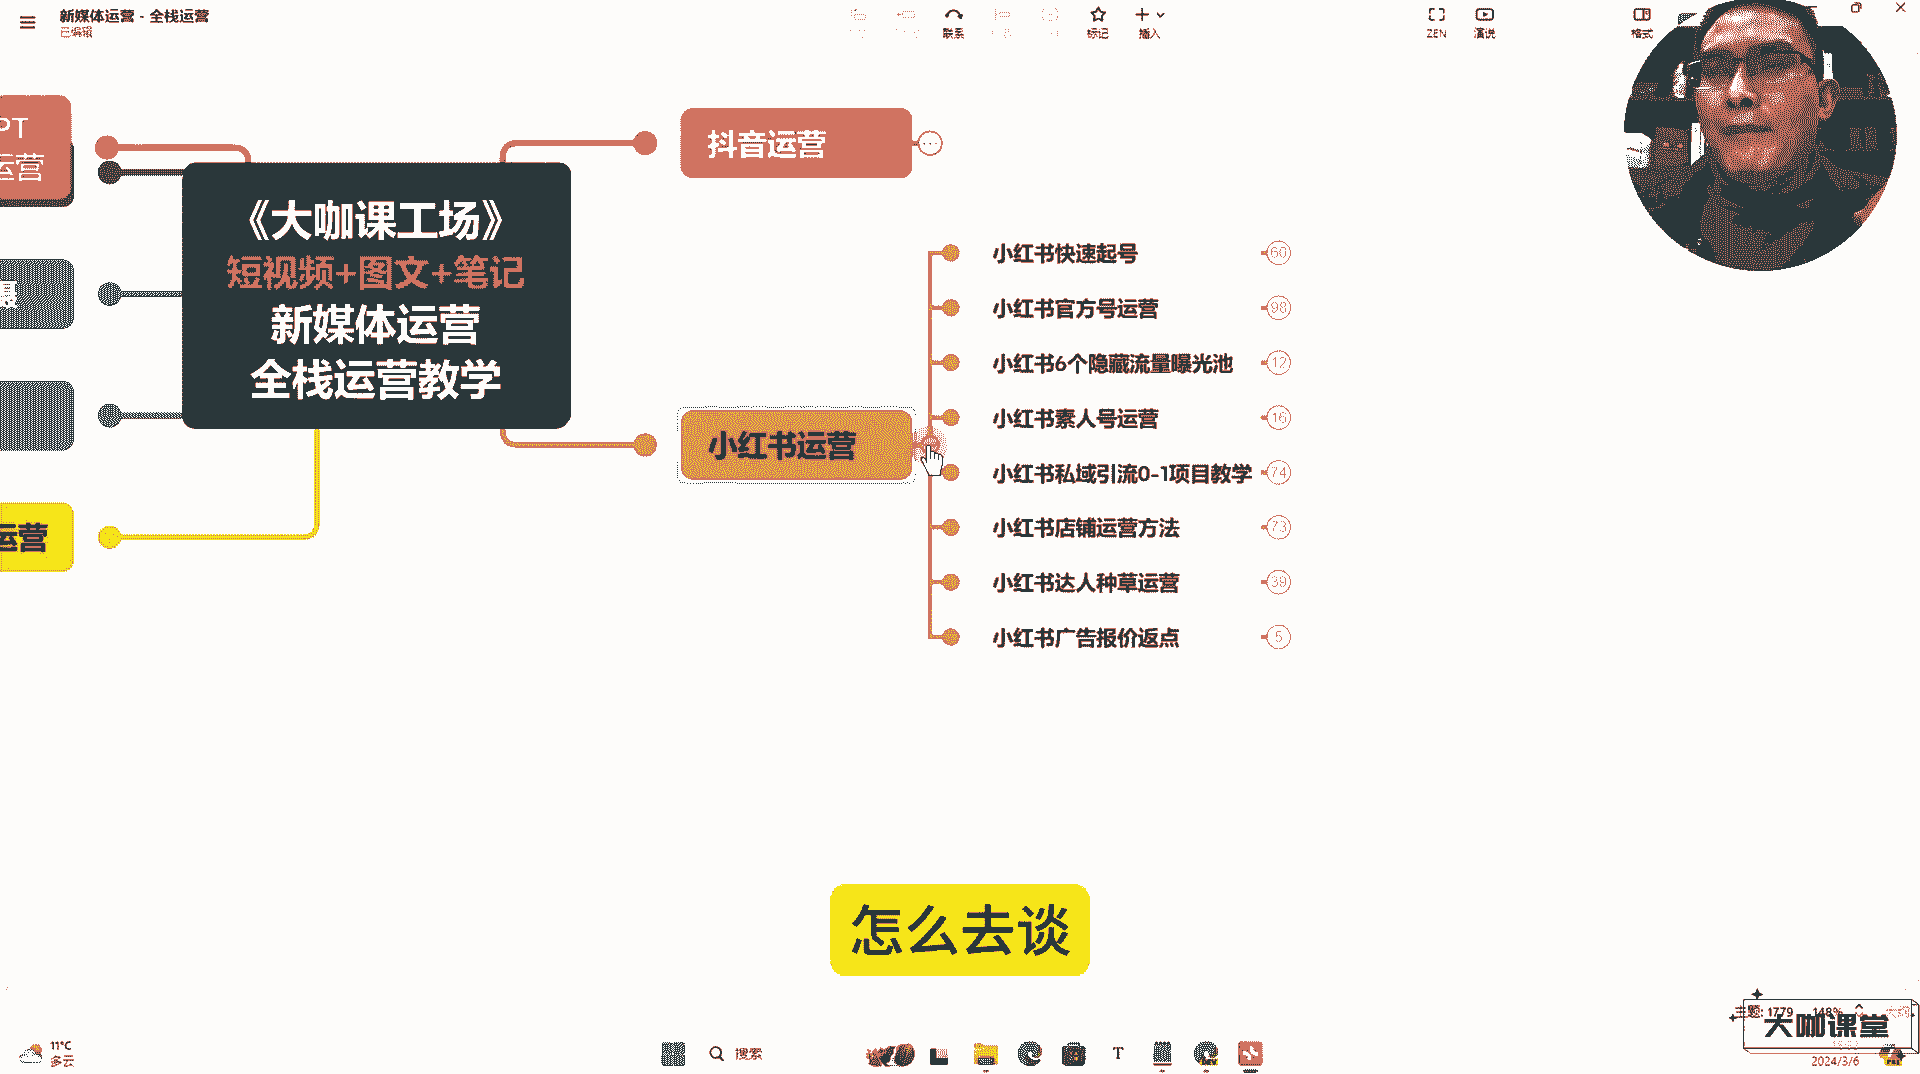 新媒体运营 - 全栈运营
已编辑
联系
标记
插入
ZEN
演说
格式
PT
运营
运营
《大咖课工场》
短视频+图文+笔记
新媒体运营
全栈运营教学
抖音运营
小红书运营
小红书快速起号 60
小红书官方号运营 98
小红书6个隐藏流量曝光池 12
小红书素人号运营 16
小红书私域引流0-1项目教学 74
小红书店铺运营方法 73
小红书达人种草运营 39
小红书广告报价返点 5
怎么去谈
主题: 1779 148%
大咖课堂
11°C
多云
搜索
2024/3/6